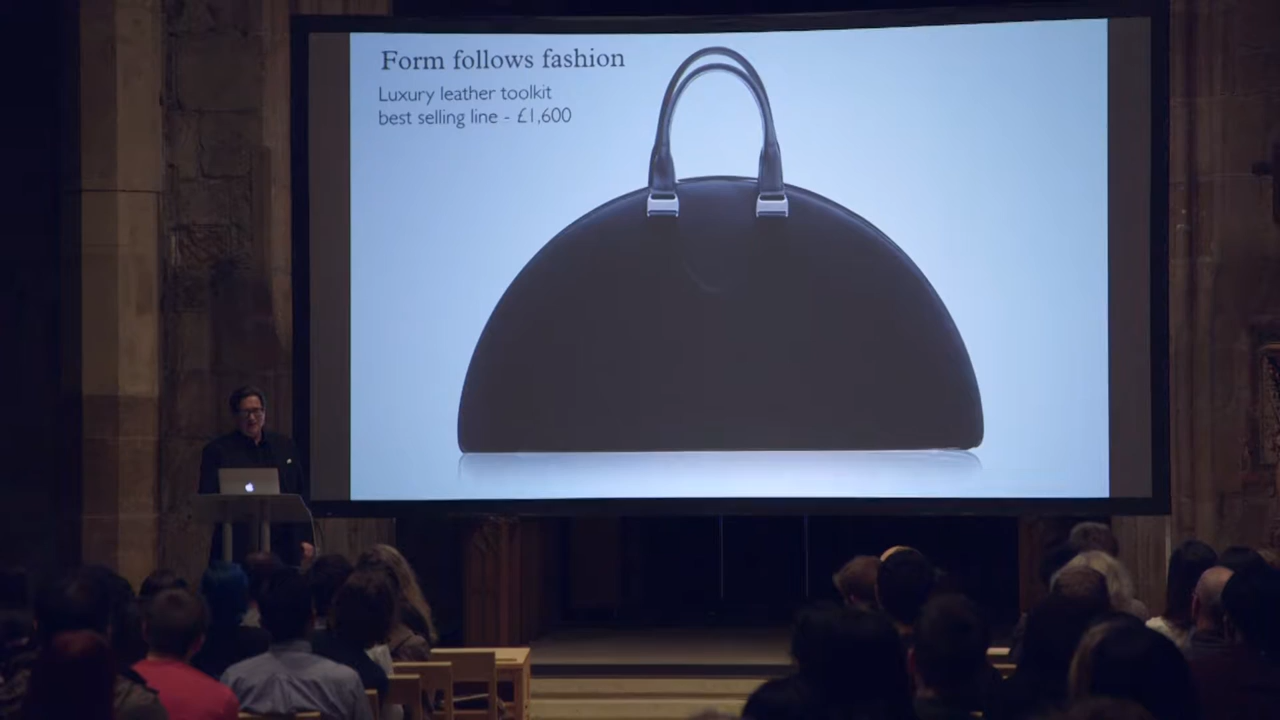 Form follows fashion
Luxury leather toolkit
best selling line - £1,600